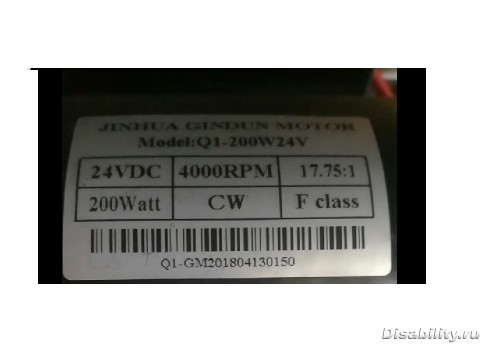 JINHUA GINDUN MOTOR
Model:Q1-200W24V
24VDC 4000RPM 17.75:1
200Watt CW F class
Q1-GM201804130150
Disability.ru